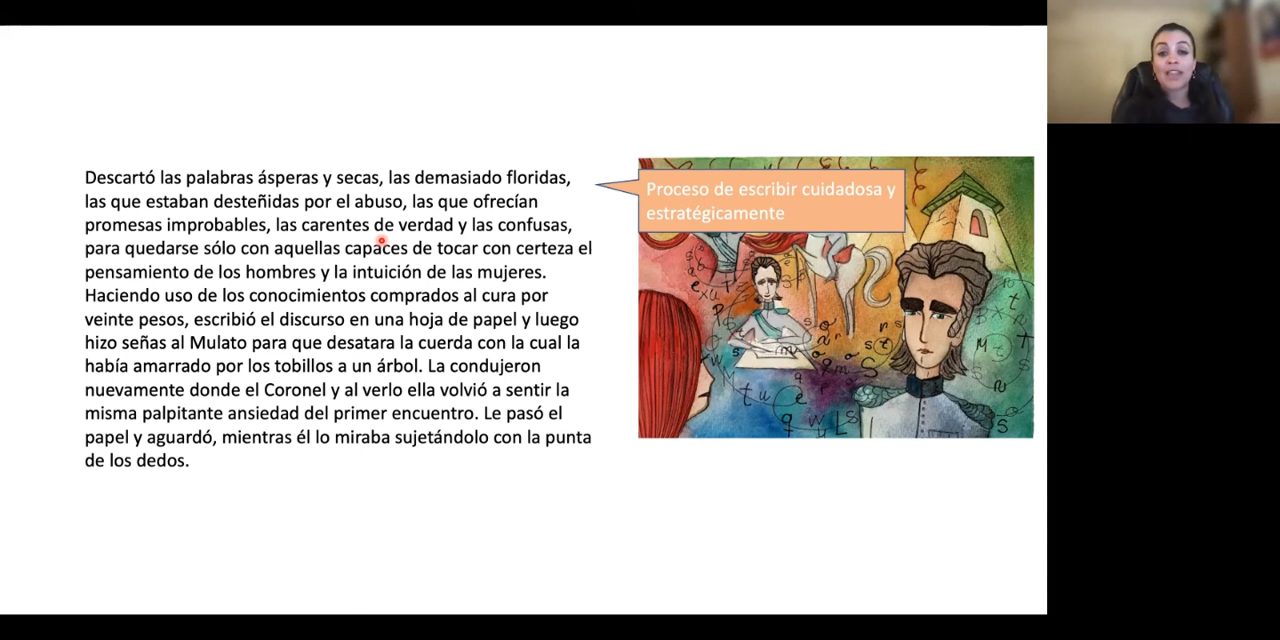 Descartó las palabras ásperas y secas, las demasiado floridas,
las que estaban desteñidas por el abuso, las que ofrecían
promesas improbables, las carentes de verdad y las confusas,
para quedarse sólo con aquellas capaces de tocar con certeza el
pensamiento de los hombres y la intuición de las mujeres.
Haciendo uso de los conocimientos comprados al cura por
veinte pesos, escribió el discurso en una hoja de papel y luego
hizo señas al Mulato para que desatara la cuerda con la cual la
había amarrado por los tobillos a un árbol. La condujeron
nuevamente donde el Coronel y al verlo ella volvió a sentir la
misma palpitante ansiedad del primer encuentro. Le pasó el
papel y aguardó, mientras él lo miraba sujetándolo con la punta
de los dedos.
Proceso de escribir cuidadosa y
estratégicamente